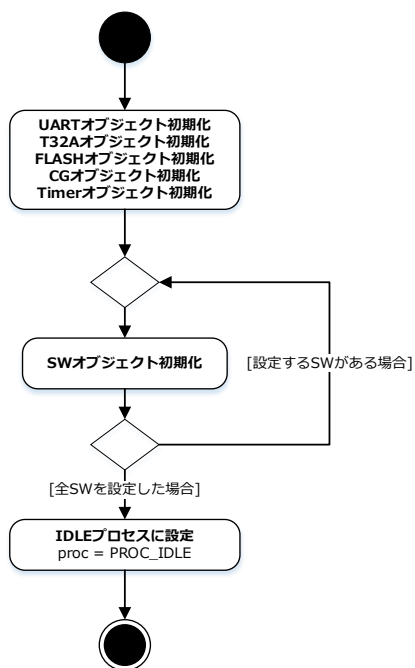 UARTオブジェクト初期化
T32Aオブジェクト初期化
FLASHオブジェクト初期化
CGオブジェクト初期化
Timerオブジェクト初期化
SWオブジェクト初期化
[設定するSWがある場合]
[全SWを設定した場合]
IDLEプロセスに設定
proc = PROC_IDLE